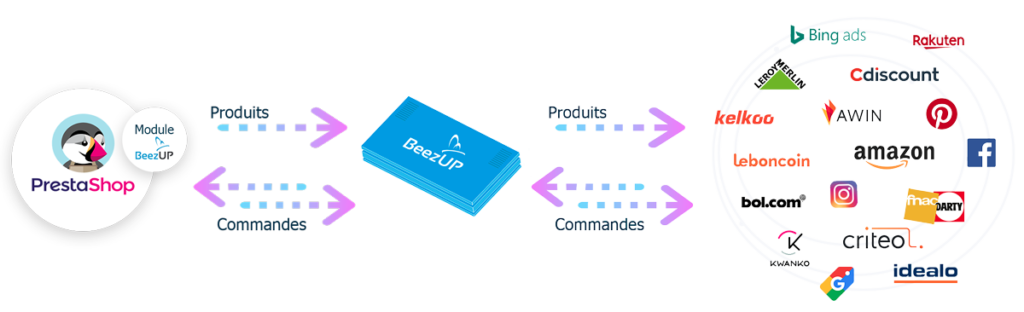 PrestaShop
Module
BeezUP
Produits
Commandes
BeezUP
Produits
Commandes
Bing ads
Rakuten
LEROY MERLIN
Cdiscount
kelkoo
AWIN
leboncoin
amazon
bol.com
fnac DARTY
criteo
KWANKO
G
idealo